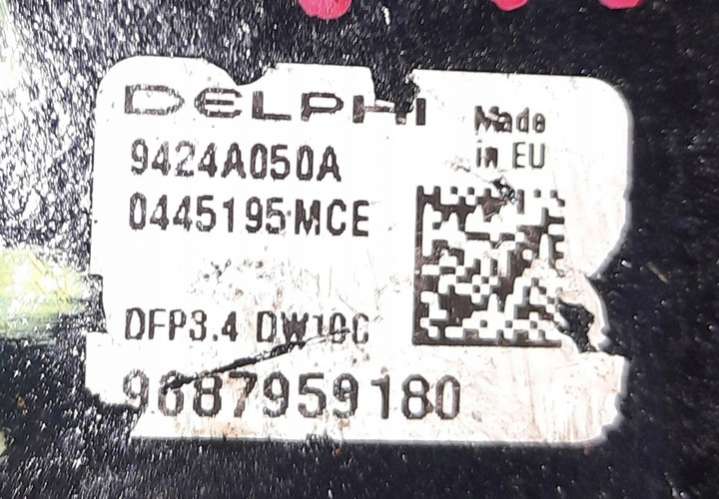 DELPHI
Made
in EU
9424A050A
0445195 MCE
DFP3.4 DW10C
9687959180